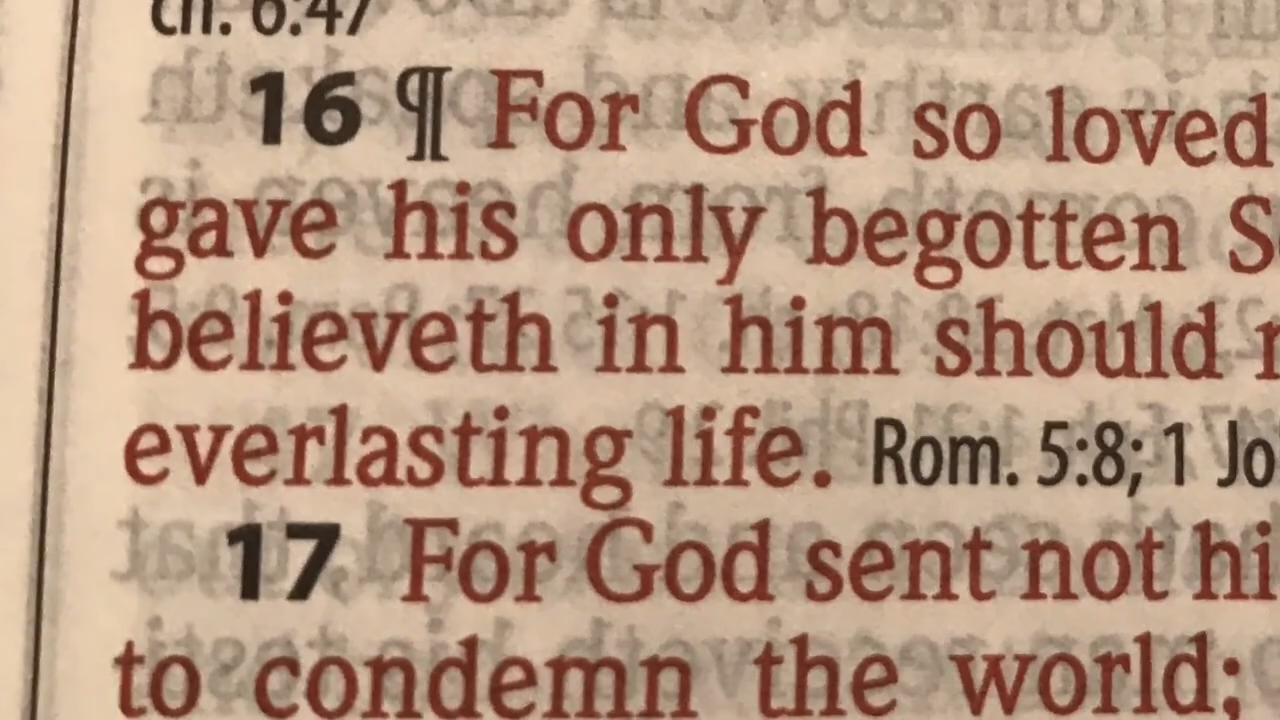 ch. 6:47
16 ¶ For God so loved
gave his only begotten
believeth in him should
everlasting life. Rom. 5:8; 1
17 For God sent not
to condemn the world;